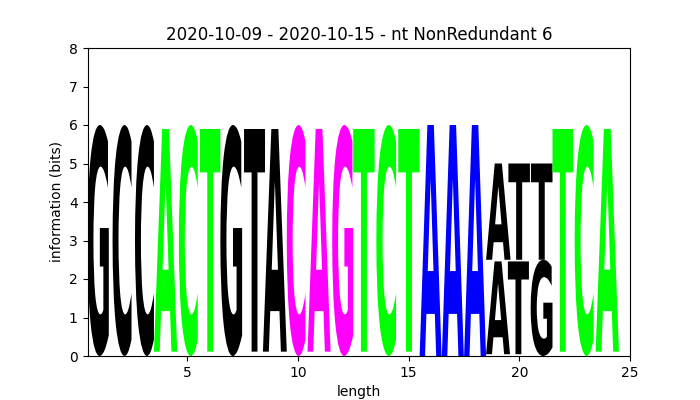 2020-10-09 - 2020-10-15 - nt NonRedundant 6
8
7
6
5
4
3
2
1
0
information (bits)
GCCACTGTACAGTCTAAAATTTCA
ATG
5
10
15
20
25
length